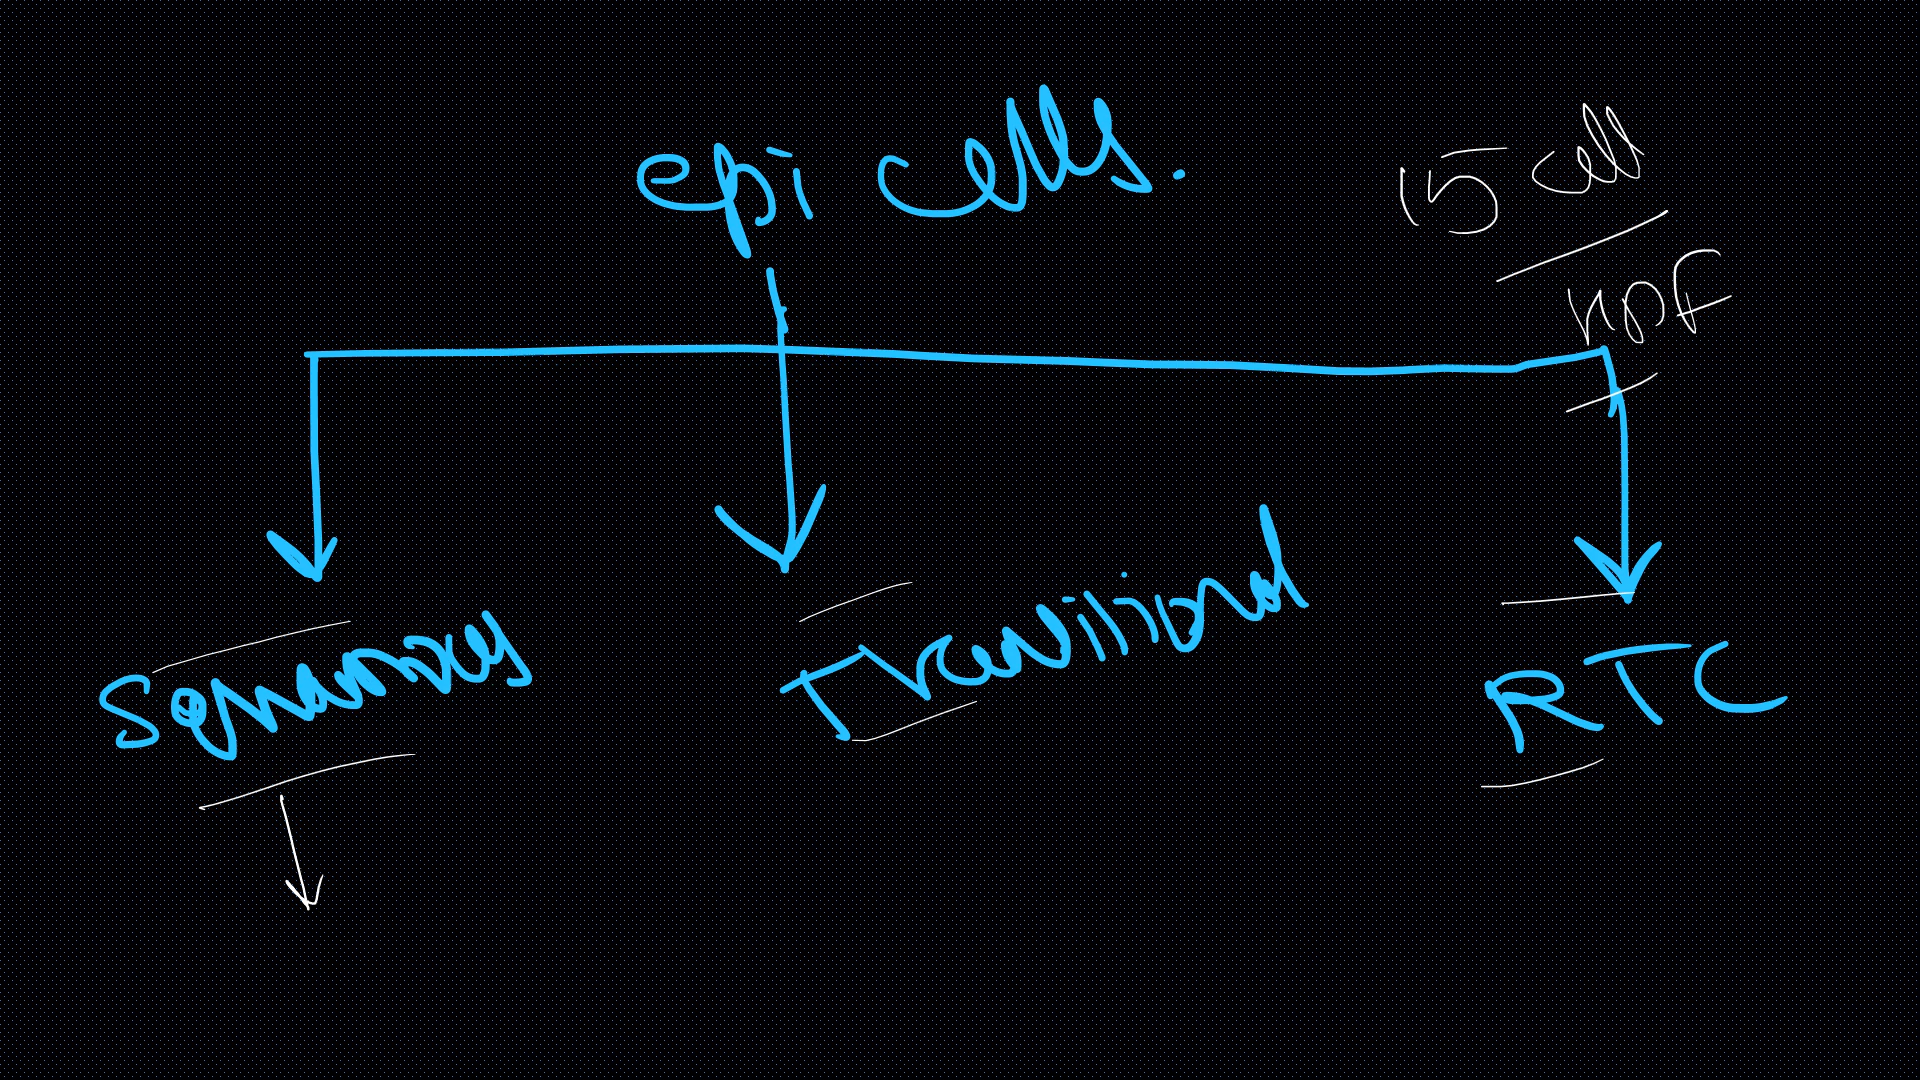 epi cells.
15 cell
HPF
Squamous
Transitional
RTC